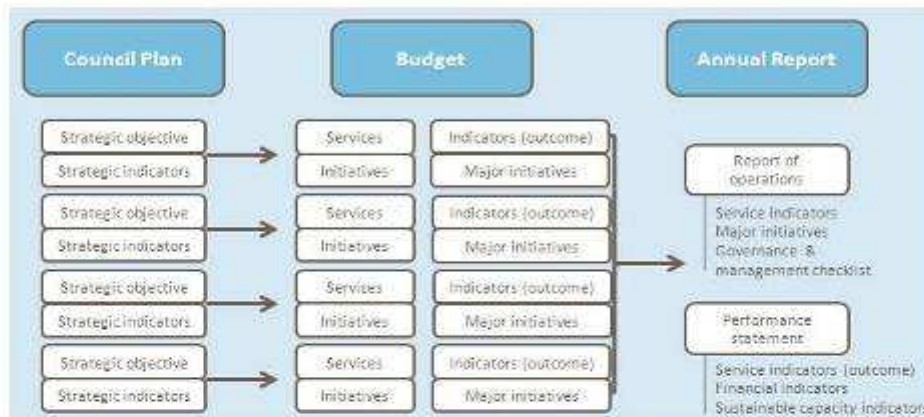 Council Plan
Budget
Annual Report
Strategic objective
Strategic indicators
Services
Initiatives
Indicators (outcome)
Major initiatives
Strategic objective
Strategic indicators
Services
Initiatives
Indicators (outcome)
Major initiatives
Strategic objective
Strategic indicators
Services
Initiatives
Indicators (outcome)
Major initiatives
Strategic objective
Strategic indicators
Services
Initiatives
Indicators (outcome)
Major initiatives
Report of
operations
Service indicators
Major initiatives
Governance &
management checklist
Performance
statement
Service indicators (outcome)
Financial indicators
Sustainable capacity indicator